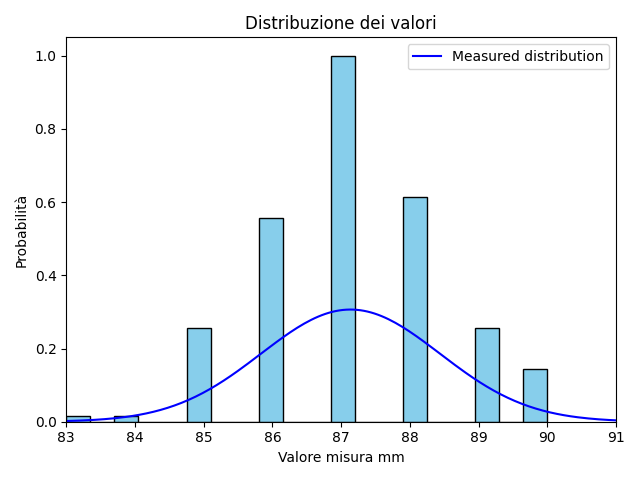 Distribuzione dei valori
Measured distribution
1.0
0.8
0.6
0.4
0.2
0.0
Probabilità
83 84 85 86 87 88 89 90 91
Valore misura mm